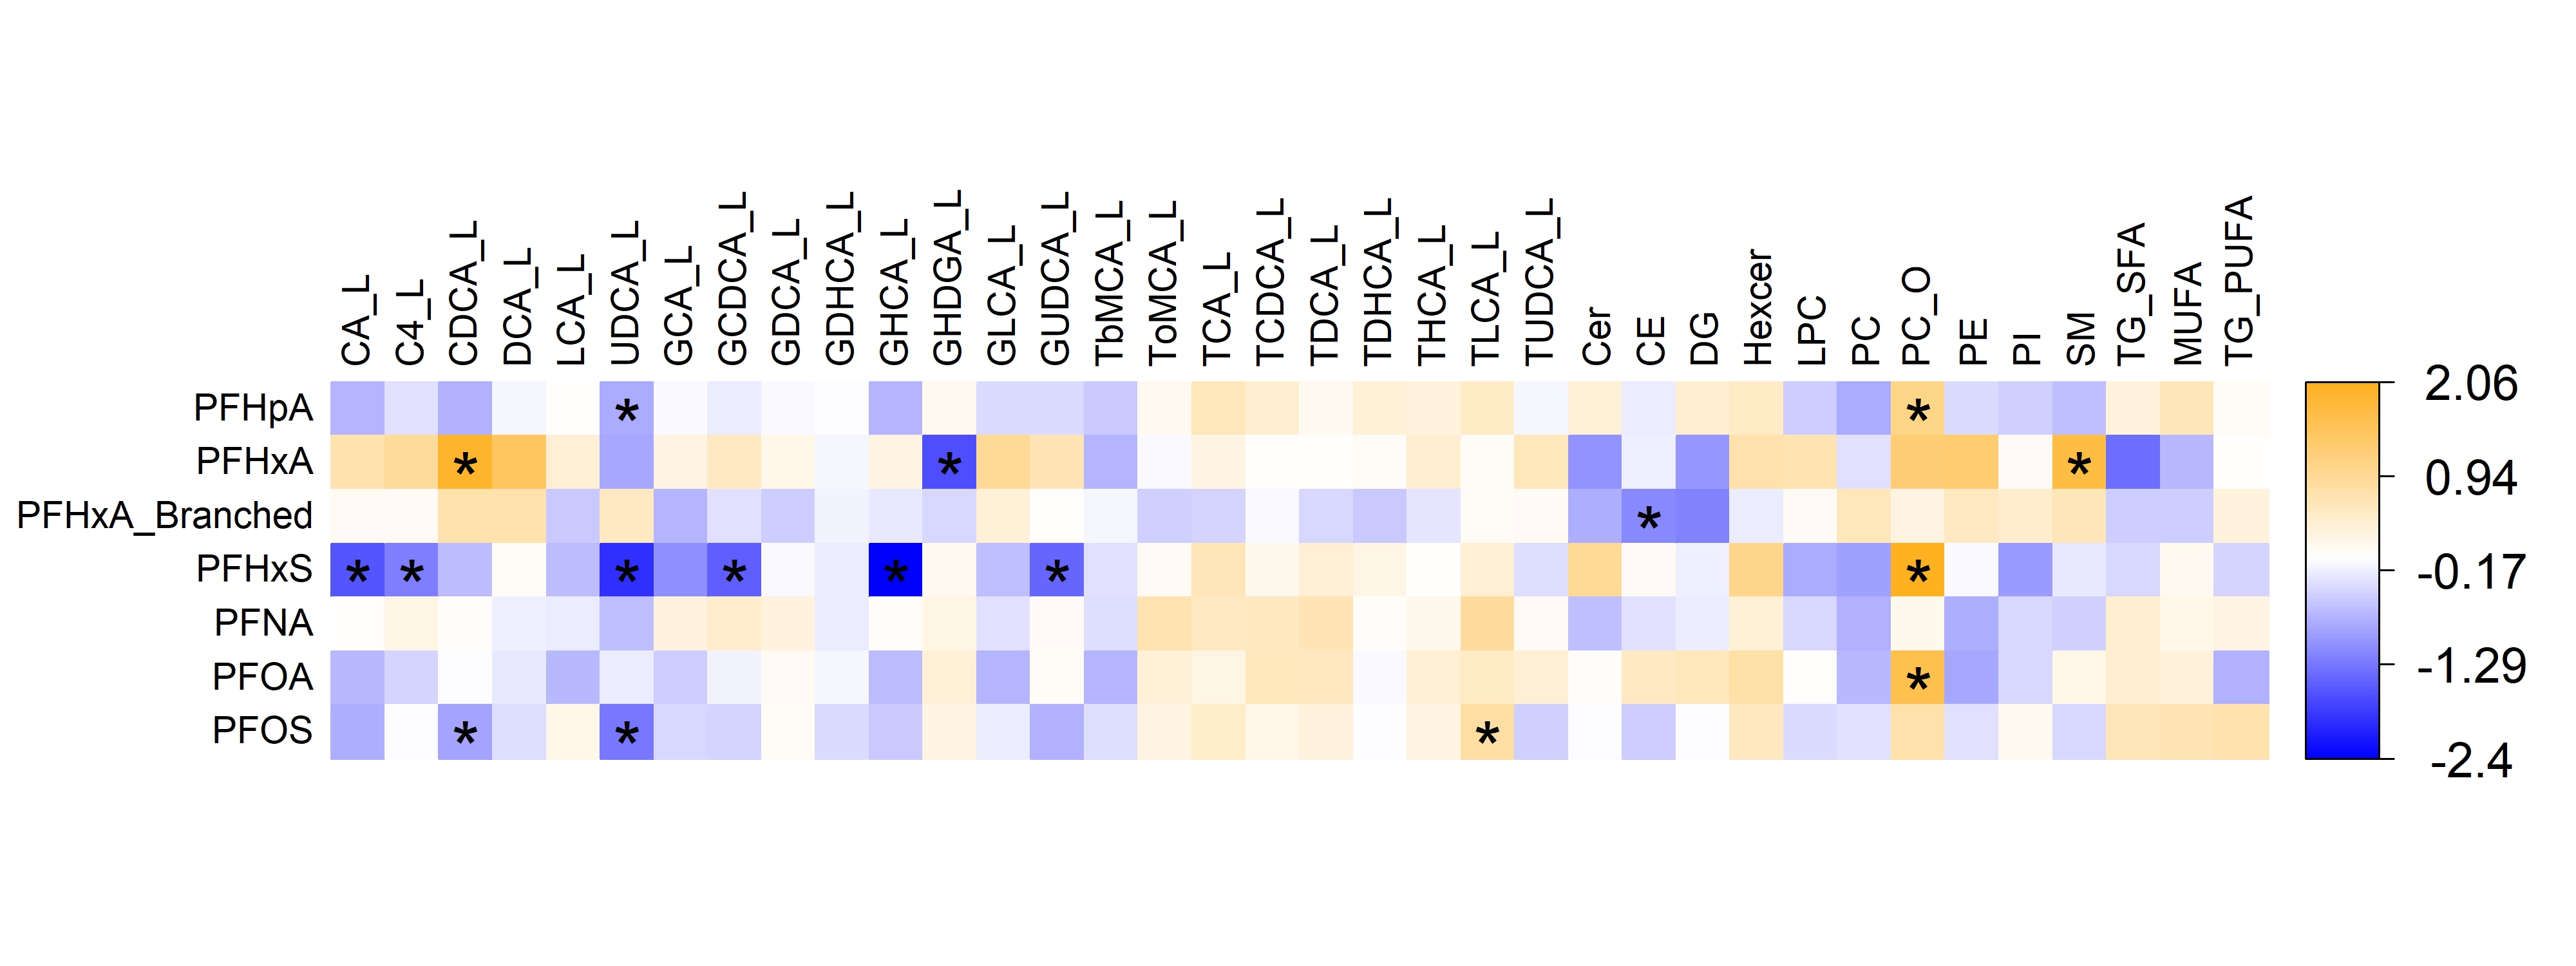 CA_L
C4_L
CDCA_L
DCA_L
LCA_L
UDCA_L
GCA_L
GCDCA_L
GDCA_L
GDHCA_L
GHCA_L
GHDGA_L
GLCA_L
GUDCA_L
TbMCA_L
ToMCA_L
TCA_L
TCDCA_L
TDCA_L
TDHCA_L
THCA_L
TLCA_L
TUDCA_L
Cer
CE
DG
Hexcer
LPC
PC
PC_O
PE
PI
SM
TG_SFA
MUFA
TG_PUFA
PFHpA * *
PFHxA * * *
PFHxA_Branched *
PFHxS * * * * * * *
PFNA
PFOA *
PFOS * * *
2.06
0.94
-0.17
-1.29
-2.4